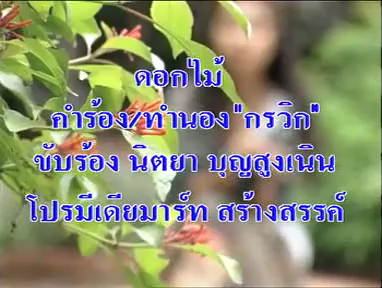 ดอกไม้
คำร้อง/ทำนอง "กรวิก"
ขับร้อง นิตยา บุญสูงเนิน
โปรมีเดียมาร์ท สร้างสรรค์